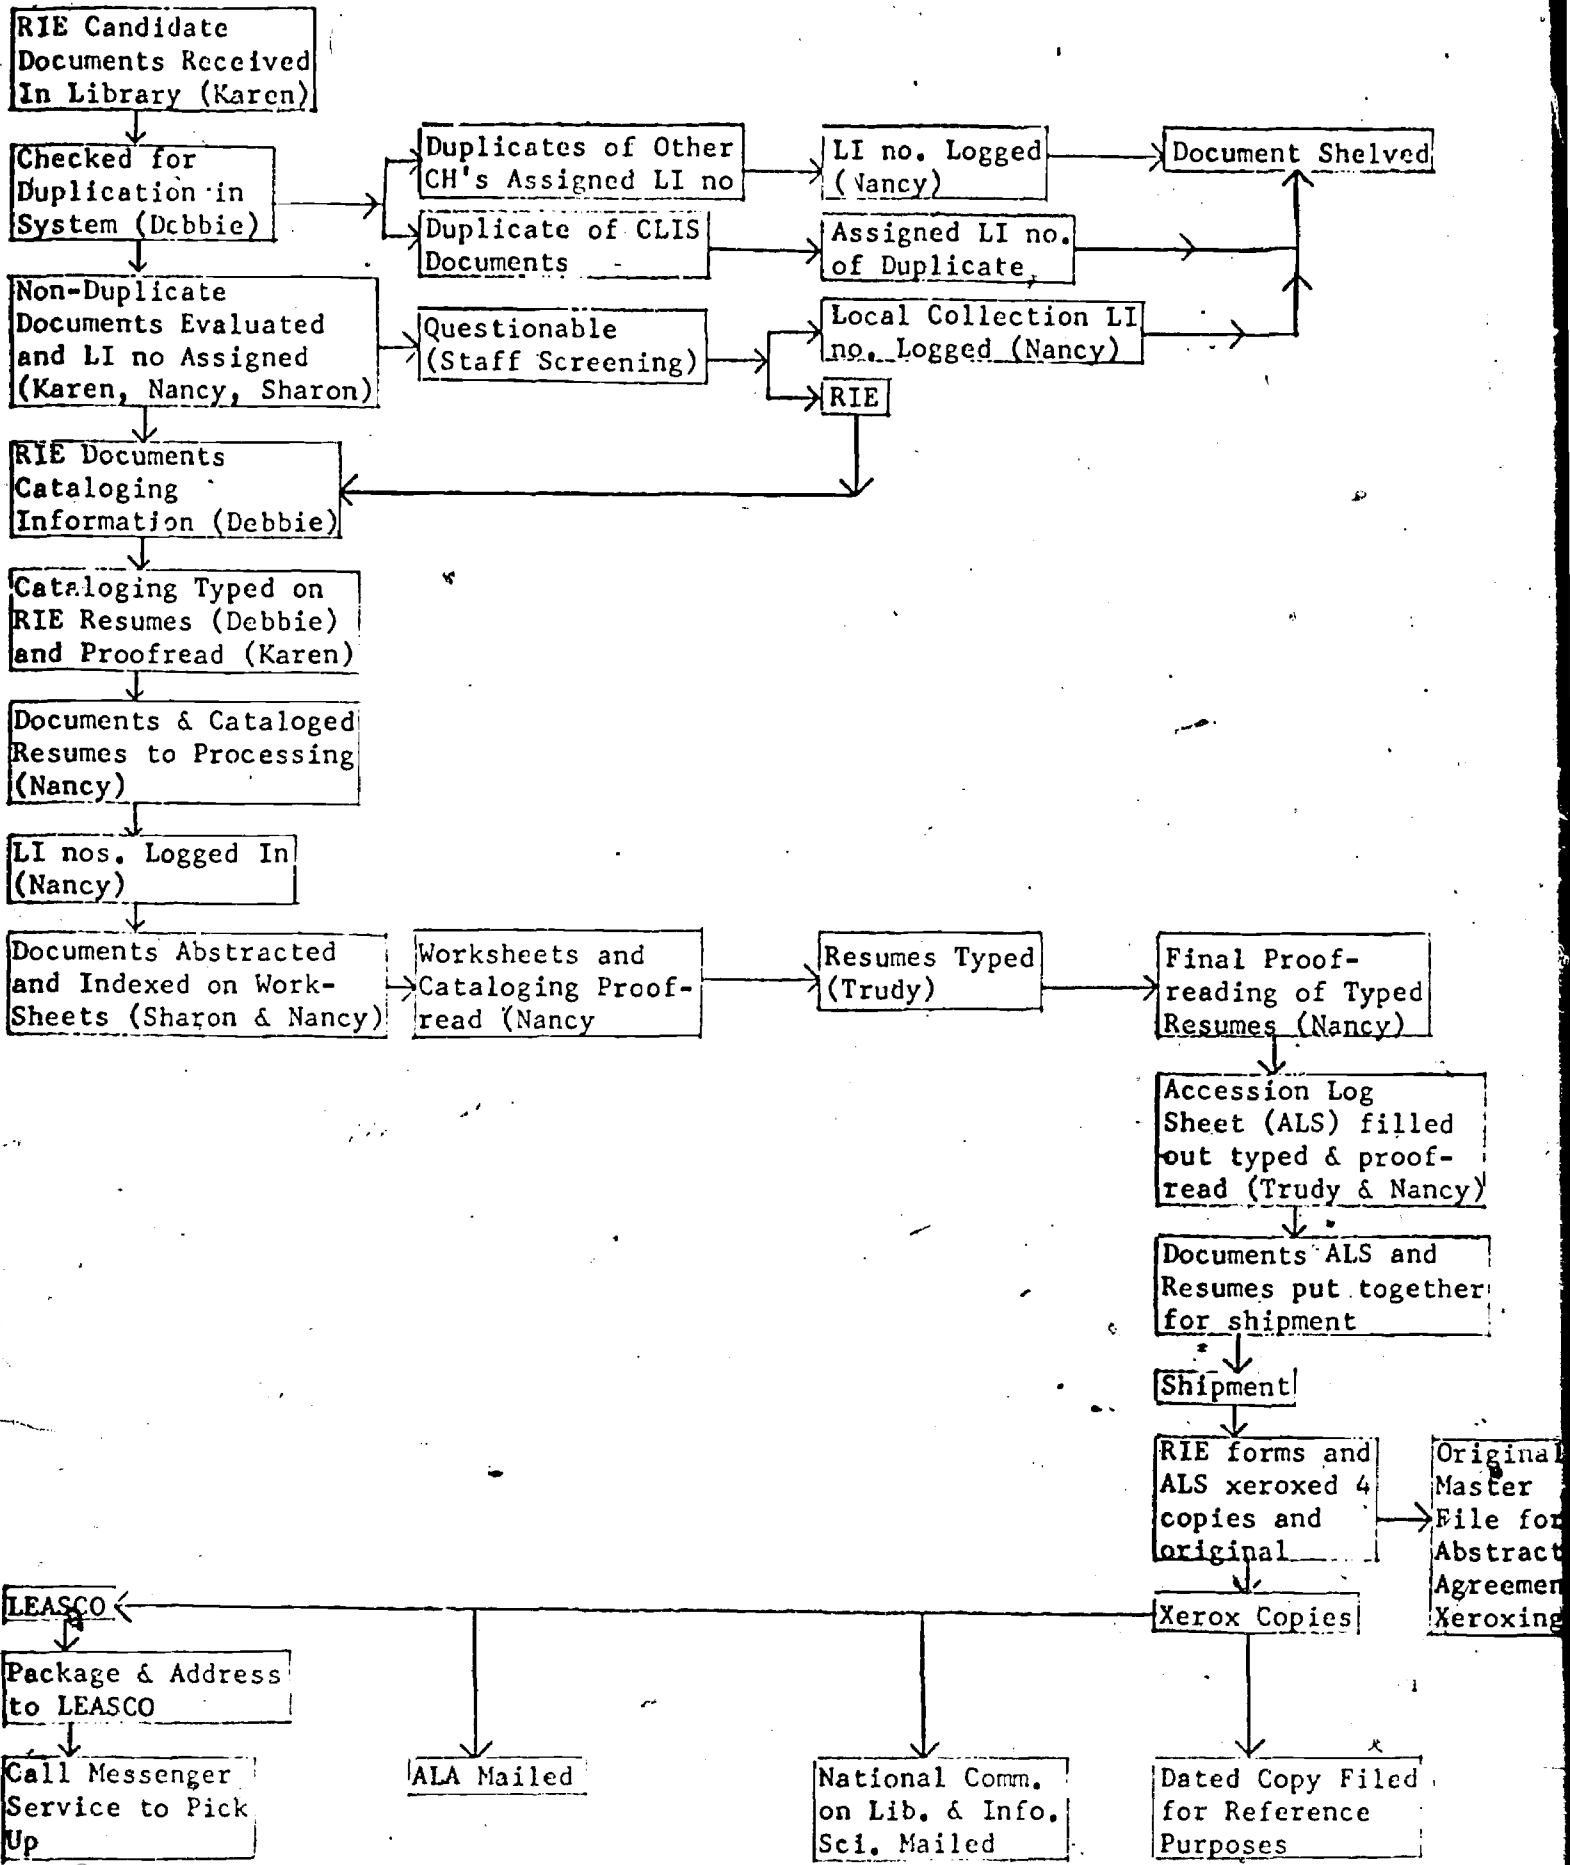 RIE Candidate
Documents Received
In Library (Karen)
Checked for
Duplication in
System (Debbie)
Duplicates of Other
CH's Assigned LI no
LI no. Logged
(Nancy)
Document Shelved
Duplicate of CLIS
Documents
Assigned LI no.
of Duplicate
Non-Duplicate
Documents Evaluated
and LI no Assigned
(Karen, Nancy, Sharon)
Questionable
(Staff Screening)
Local Collection LI
no. Logged (Nancy)
RIE
RIE Documents
Cataloging
Information (Debbie)
Cataloging Typed on
RIE Resumes (Debbie)
and Proofread (Karen)
Documents & Cataloged
Resumes to Processing
(Nancy)
LI nos. Logged In
(Nancy)
Documents Abstracted
and Indexed on Work-
Sheets (Sharon & Nancy)
Worksheets and
Cataloging Proof-
read (Nancy
Resumes Typed
(Trudy)
Final Proof-
reading of Typed
Resumes (Nancy)
Accession Log
Sheet (ALS) filled
out typed & proof-
read (Trudy & Nancy)
Documents ALS and
Resumes put together
for shipment
Shipment
RIE forms and
ALS xeroxed 4
copies and
original
Original
Master
File for
Abstract
Agreemen
Xeroxing
Xerox Copies
LEASCO
Package & Address
to LEASCO
Call Messenger
Service to Pick
Up
ALA Mailed
National Comm.
on Lib. & Info.
Sci. Mailed
Dated Copy Filed
for Reference
Purposes